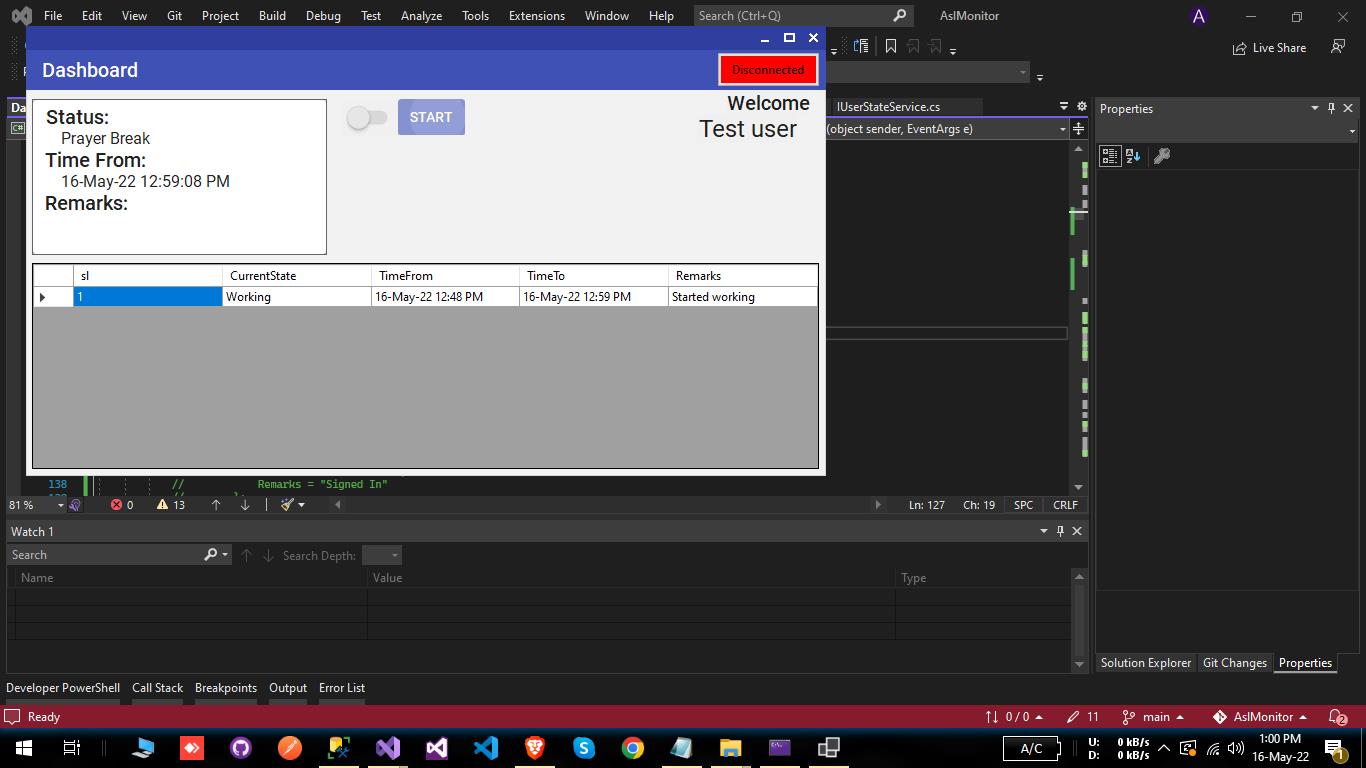 File Edit View Git Project Build Debug Test Analyze Tools Extensions Window Help Search (Ctrl+Q) AslMonitor A
Live Share
Dashboard Disconnected
Status:
Prayer Break
Time From:
16-May-22 12:59:08 PM
Remarks:
START
Welcome
Test user
sl CurrentState TimeFrom TimeTo Remarks
1 Working 16-May-22 12:48 PM 16-May-22 12:59 PM Started working
Da
C#
IUserStateService.cs
(object sender, EventArgs e)
138 // Remarks = "Signed In"
81 % 0 13 Ln: 127 Ch: 19 SPC CRLF
Properties
Watch 1
Search Search Depth:
Name Value Type
Solution Explorer Git Changes Properties
Developer PowerShell Call Stack Breakpoints Output Error List
Ready 0 / 0 11 main AslMonitor 2
A/C
U: 0 kB/s
D: 0 kB/s
1:00 PM
16-May-22
1